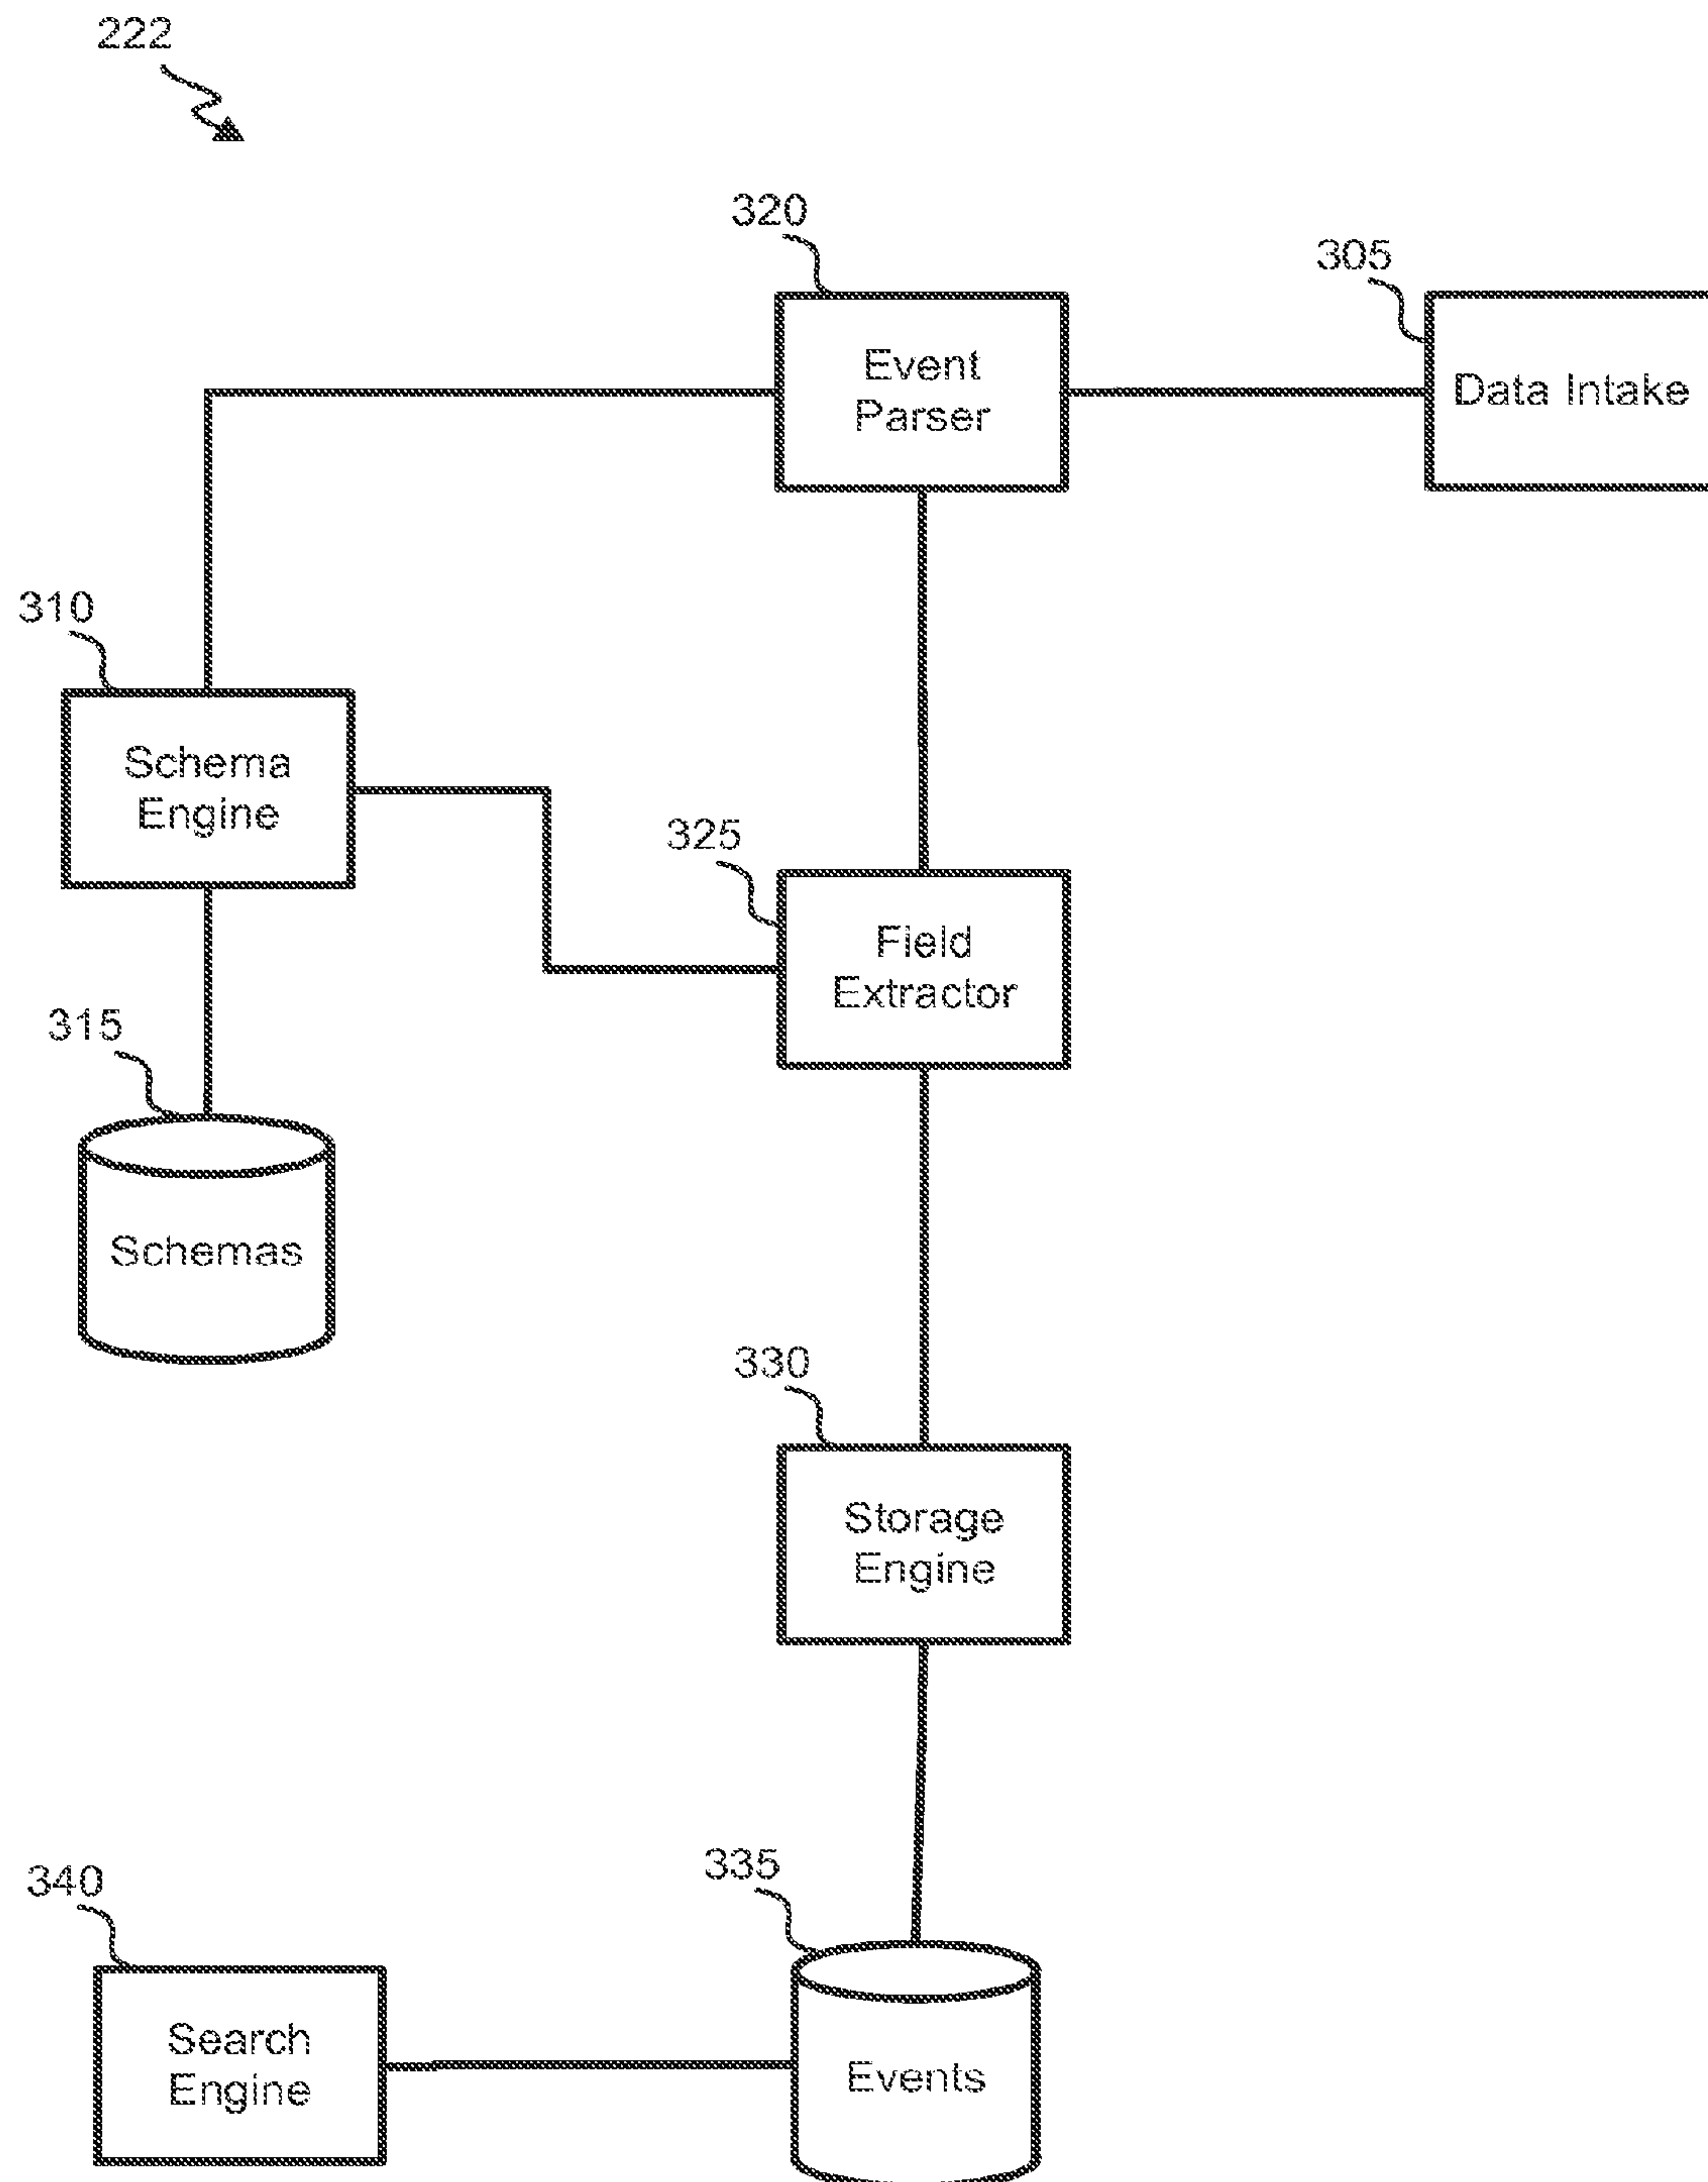 222
320
305
Event
Parser
Data Intake
310
Schema
Engine
325
Field
Extractor
315
Schemas
330
Storage
Engine
340
335
Search
Engine
Events